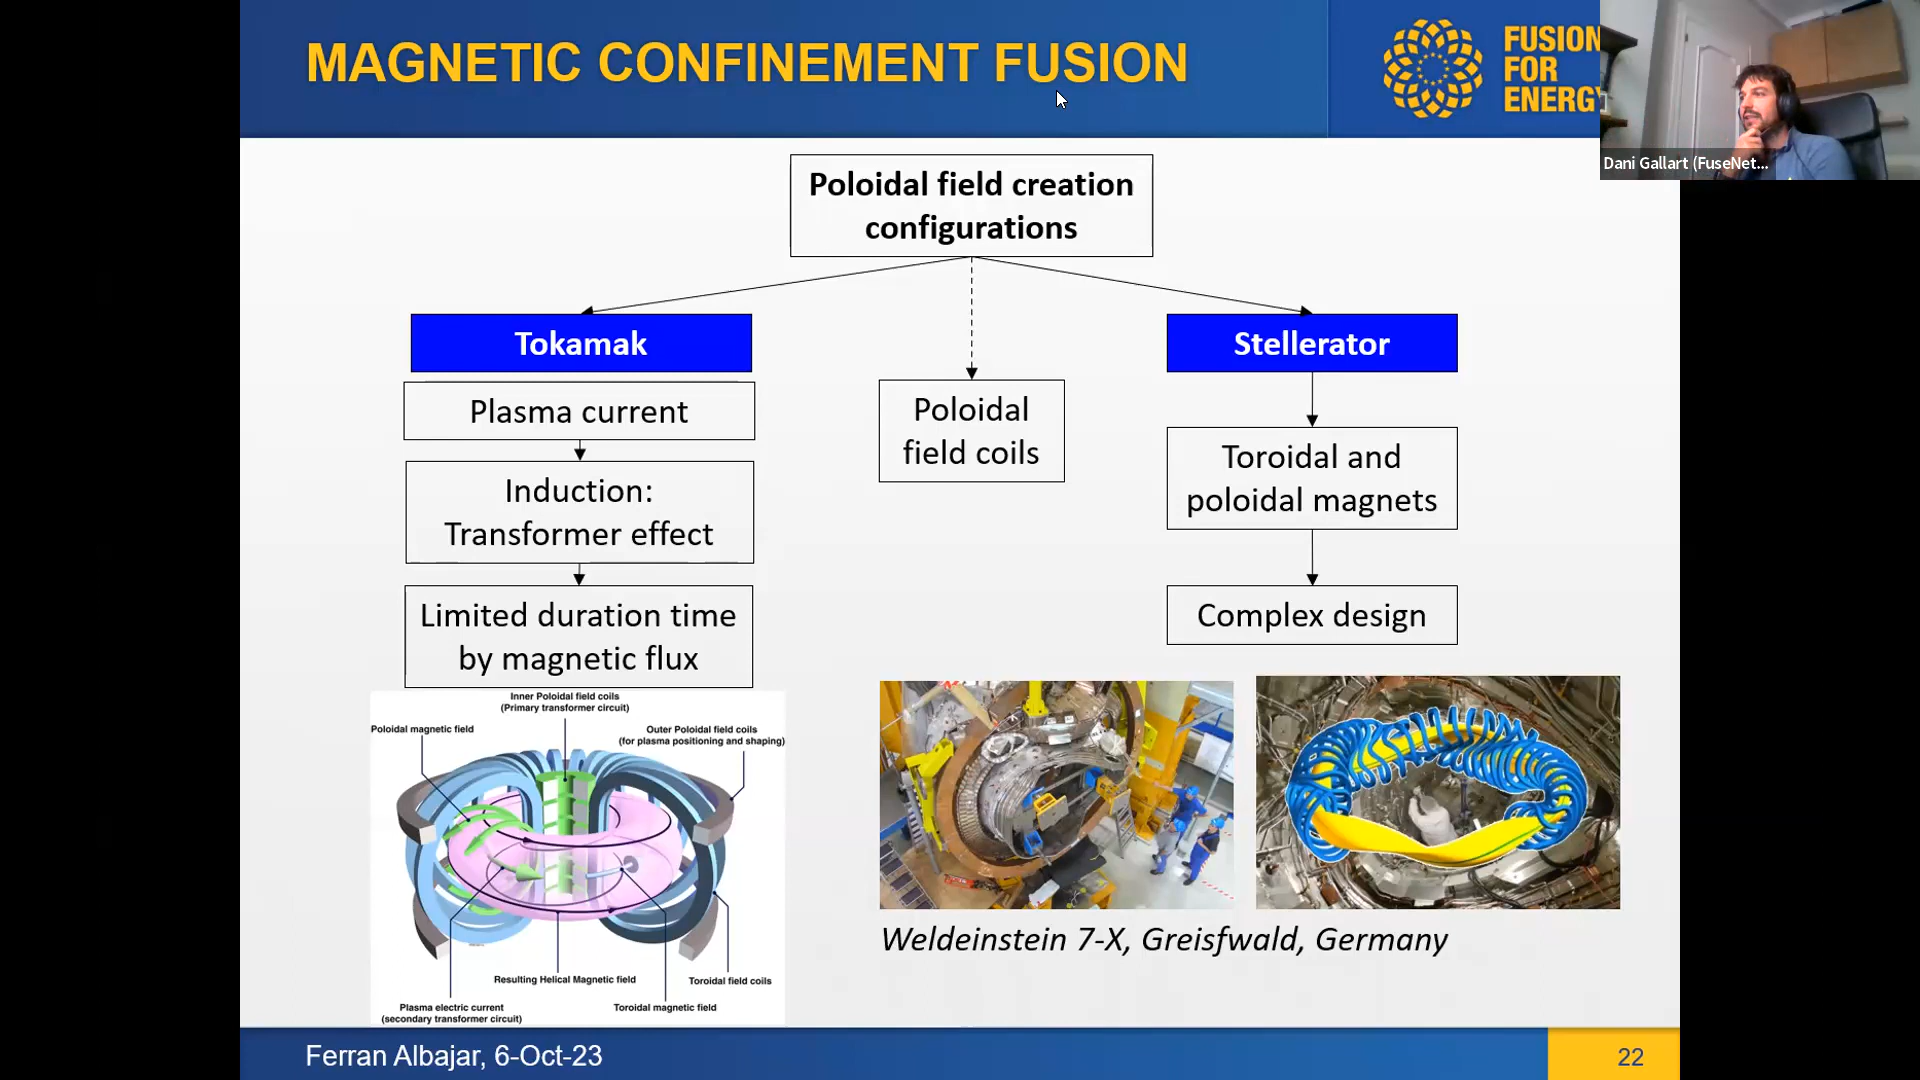 MAGNETIC CONFINEMENT FUSION
FUSION
FOR
ENERGY
Dani Gallart (FuseNet...
Poloidal field creation
configurations
Tokamak
Plasma current
Induction:
Transformer effect
Limited duration time
by magnetic flux
Poloidal
field coils
Stellerator
Toroidal and
poloidal magnets
Complex design
Inner Poloidal field coils
(Primary transformer circuit)
Poloidal magnetic field
Outer Poloidal field coils
(for plasma positioning and shaping)
Resulting Helical Magnetic field
Toroidal field coils
Plasma electric current
(secondary transformer circuit)
Toroidal magnetic field
Weldeinstein 7-X, Greisfwald, Germany
Ferran Albajar, 6-Oct-23
22